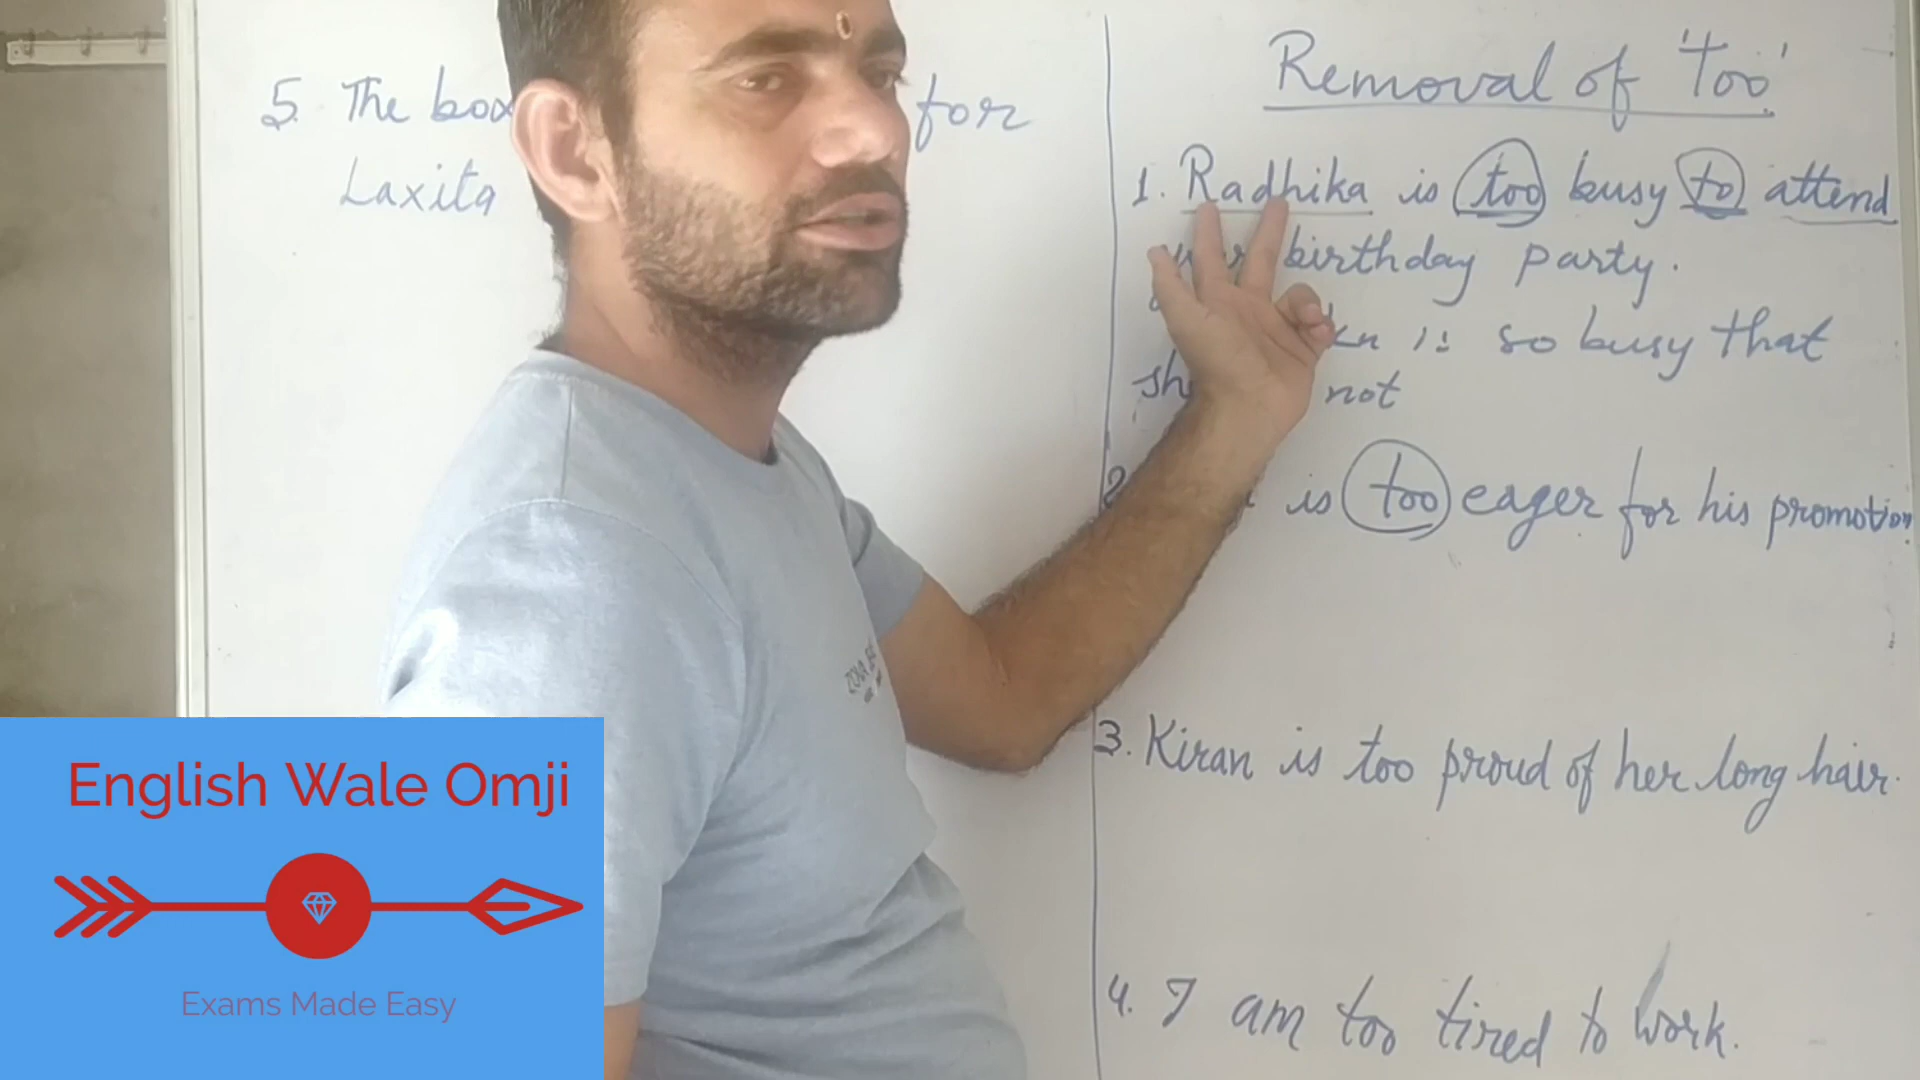 5. The box for
Laxita
Removal of 'Too'
1. Radhika is too busy to attend
birthday party.
is so busy that
not
is too eager for his promotion.
3. Kiran is too proud of her long hair.
4. I am too tired to work.
English Wale Omji
Exams Made Easy